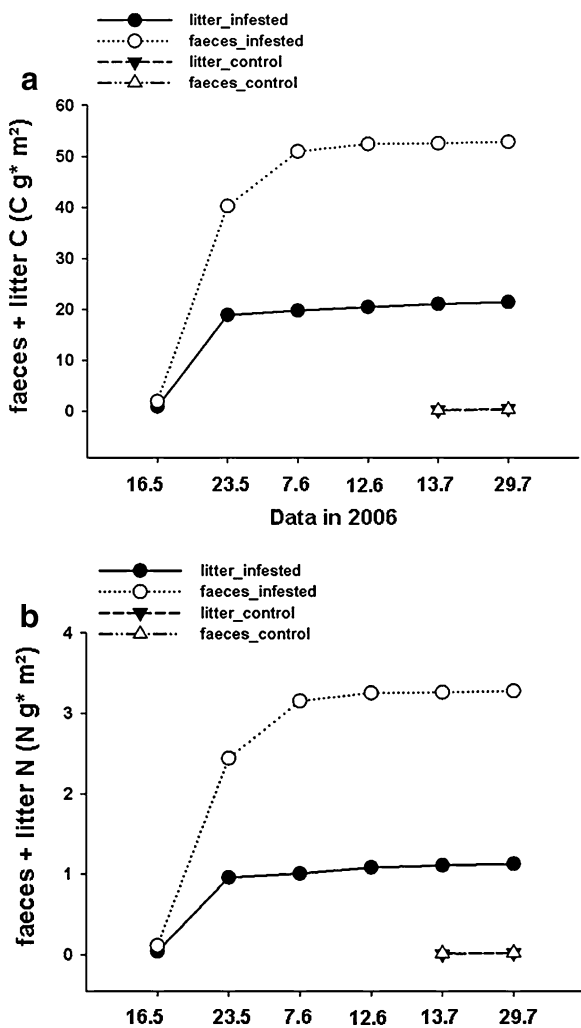 litter_infested
faeces_infested
litter_control
faeces_control
a
faeces + litter C (C g* m²)
60
50
40
30
20
10
0
16.5 23.5 7.6 12.6 13.7 29.7
Data in 2006
litter_infested
faeces_infested
litter_control
faeces_control
b
faeces + litter N (N g* m²)
4
3
2
1
0
16.5 23.5 7.6 12.6 13.7 29.7